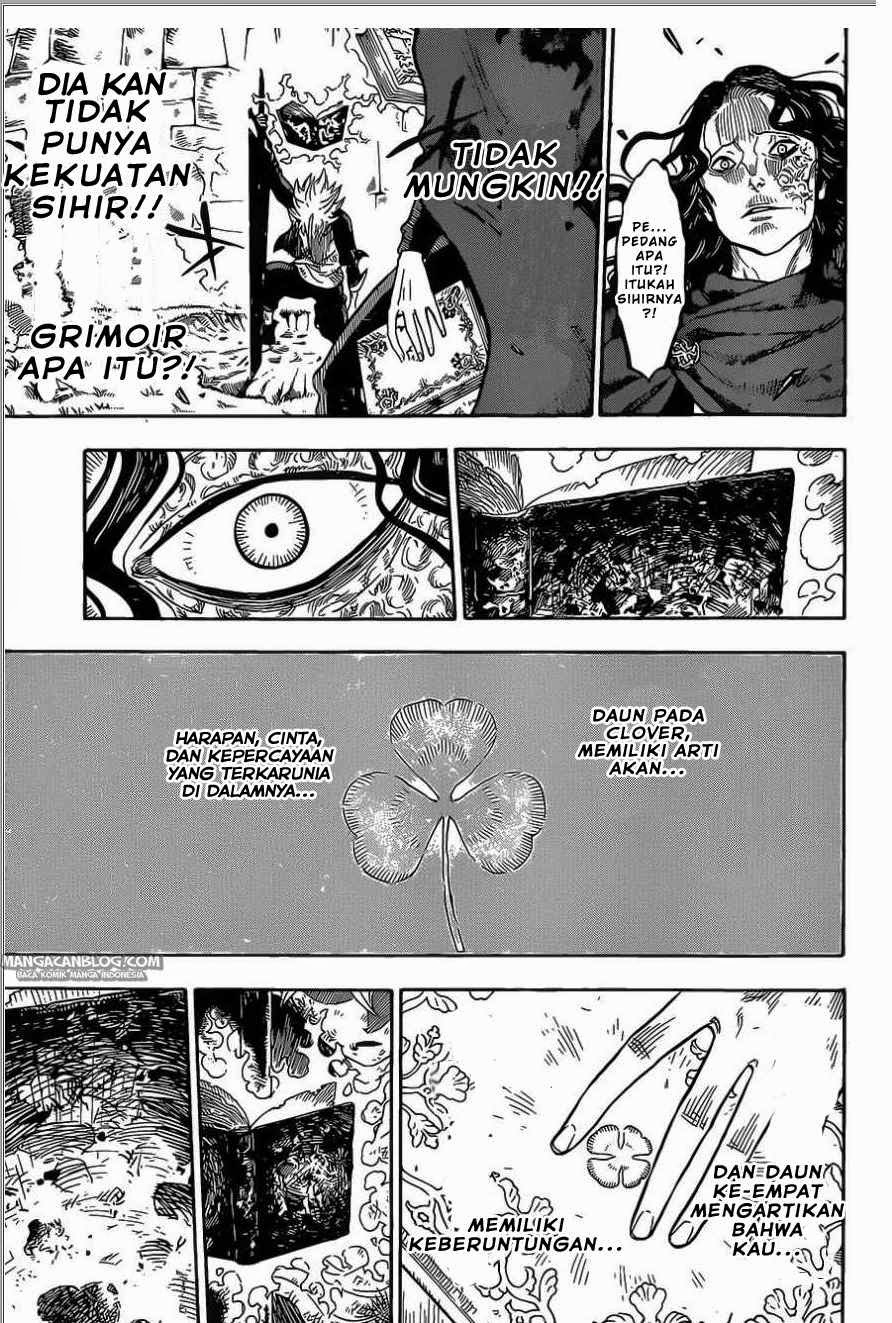 PE...
PEDANG
APA
ITU?!
ITUKAH
SIHIRNYA
?!
TIDAK
MUNGKIN!!
DIA KAN
TIDAK
PUNYA
KEKUATAN
SIHIR!!
GRIMOIR
APA ITU?!
DAUN PADA
CLOVER,
MEMILIKI ARTI
AKAN...
HARAPAN, CINTA,
DAN KEPERCAYAAN
YANG TERKARUNIA
DI DALAMNYA...
MANGACANBLOG.COM
BACA KOMIK MANGA INDONESIA
DAN DAUN
KE-EMPAT
MENGARTIKAN
BAHWA
KAU...
MEMILIKI
KEBERUNTUNGAN...